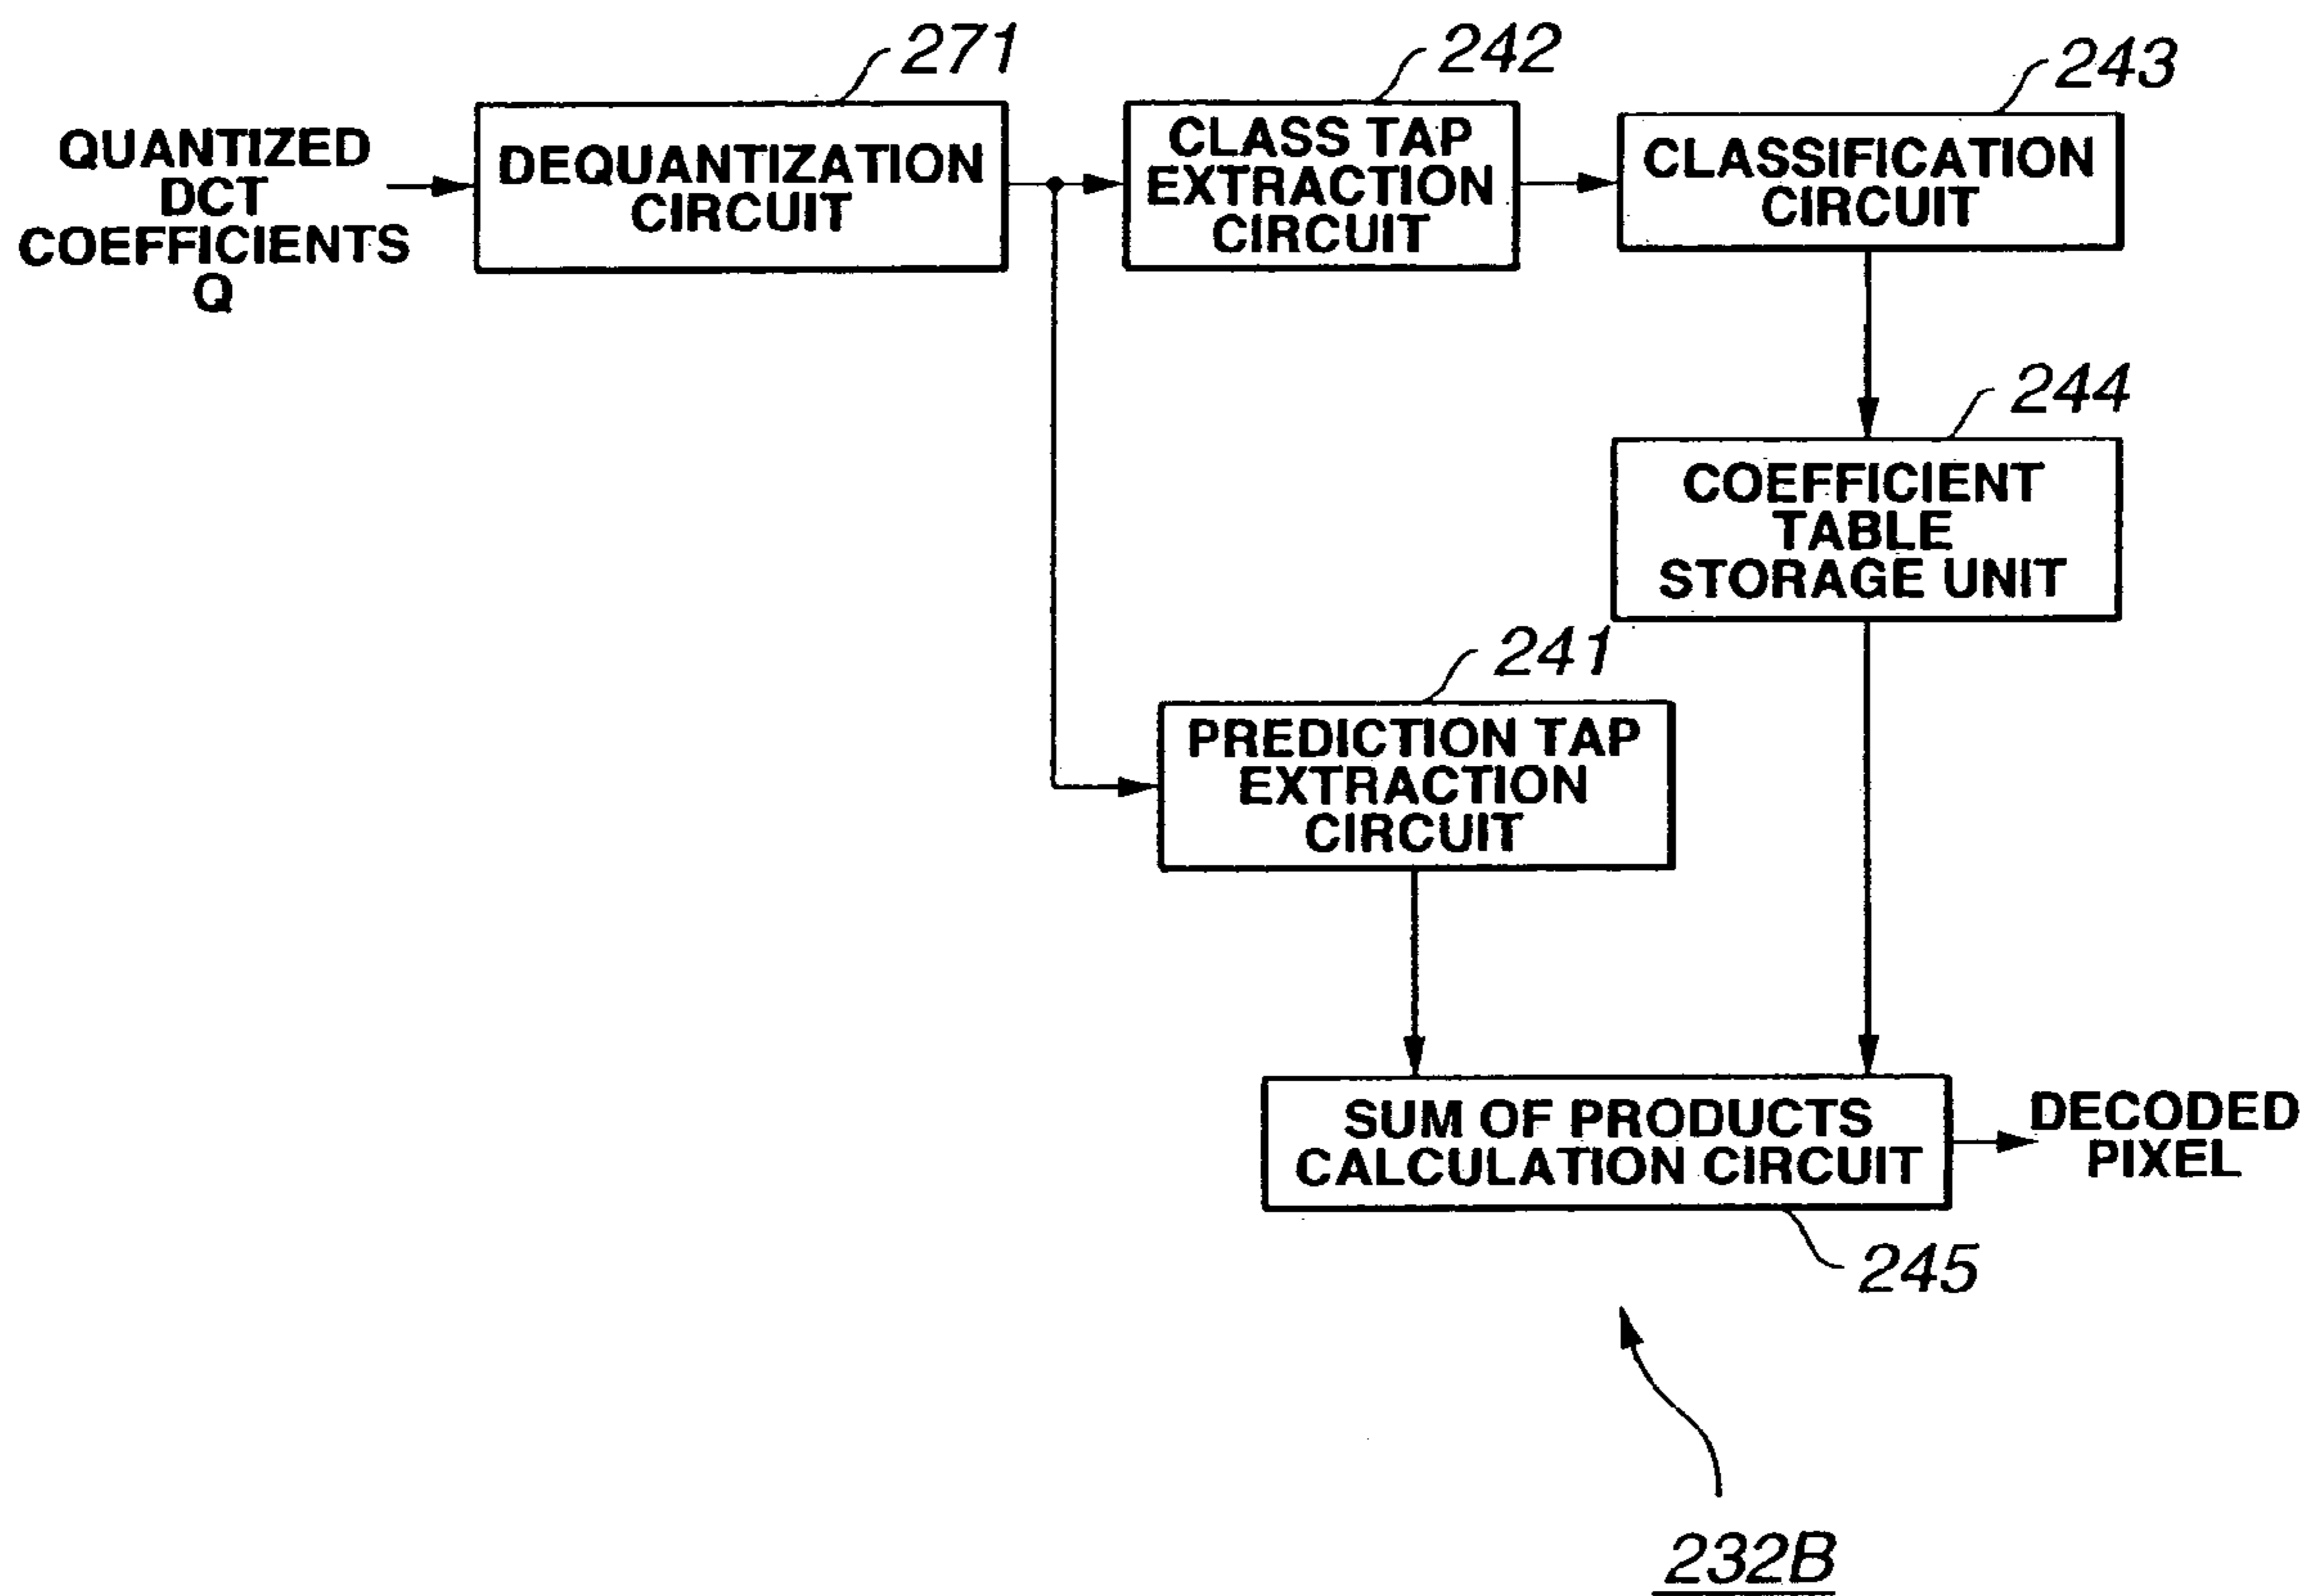 271
242
243
QUANTIZED
DCT
COEFFICIENTS
Q
DEQUANTIZATION
CIRCUIT
CLASS TAP
EXTRACTION
CIRCUIT
CLASSIFICATION
CIRCUIT
244
COEFFICIENT
TABLE
STORAGE UNIT
241
PREDICTION TAP
EXTRACTION
CIRCUIT
SUM OF PRODUCTS
CALCULATION CIRCUIT
DECODED
PIXEL
245
232B